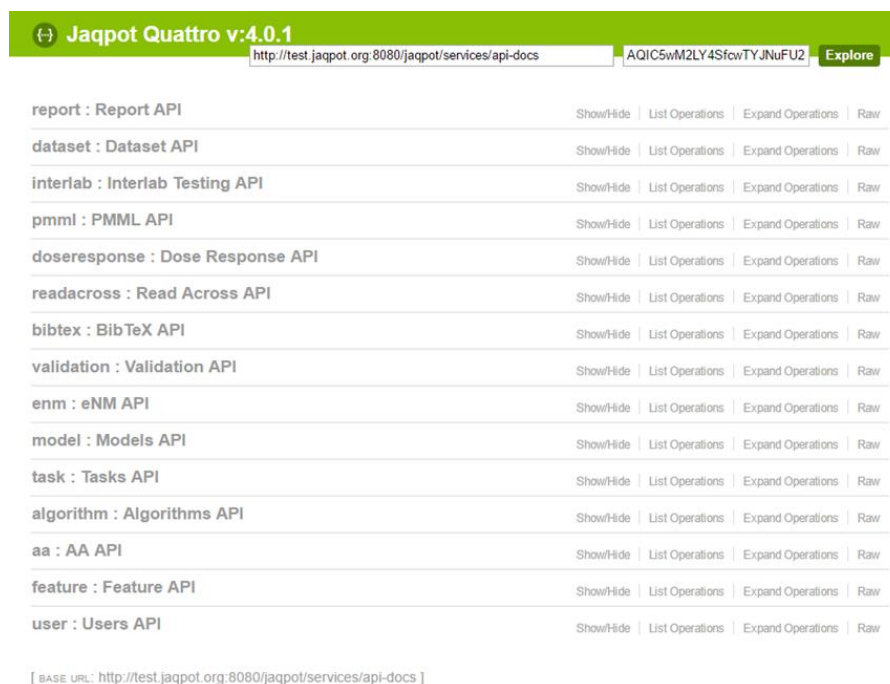 Jaqpot Quattro v:4.0.1
http://test.jaqpot.org:8080/jaqpot/services/api-docs AQIC5wM2LY4SfcwTYJNuFU2 Explore
report : Report API Show/Hide List Operations Expand Operations Raw
dataset : Dataset API Show/Hide List Operations Expand Operations Raw
interlab : Interlab Testing API Show/Hide List Operations Expand Operations Raw
pmml : PMML API Show/Hide List Operations Expand Operations Raw
doseresponse : Dose Response API Show/Hide List Operations Expand Operations Raw
readacross : Read Across API Show/Hide List Operations Expand Operations Raw
bibtex : BibTeX API Show/Hide List Operations Expand Operations Raw
validation : Validation API Show/Hide List Operations Expand Operations Raw
enm : eNM API Show/Hide List Operations Expand Operations Raw
model : Models API Show/Hide List Operations Expand Operations Raw
task : Tasks API Show/Hide List Operations Expand Operations Raw
algorithm : Algorithms API Show/Hide List Operations Expand Operations Raw
aa : AA API Show/Hide List Operations Expand Operations Raw
feature : Feature API Show/Hide List Operations Expand Operations Raw
user : Users API Show/Hide List Operations Expand Operations Raw
[ BASE URL: http://test.jaqpot.org:8080/jaqpot/services/api-docs ]